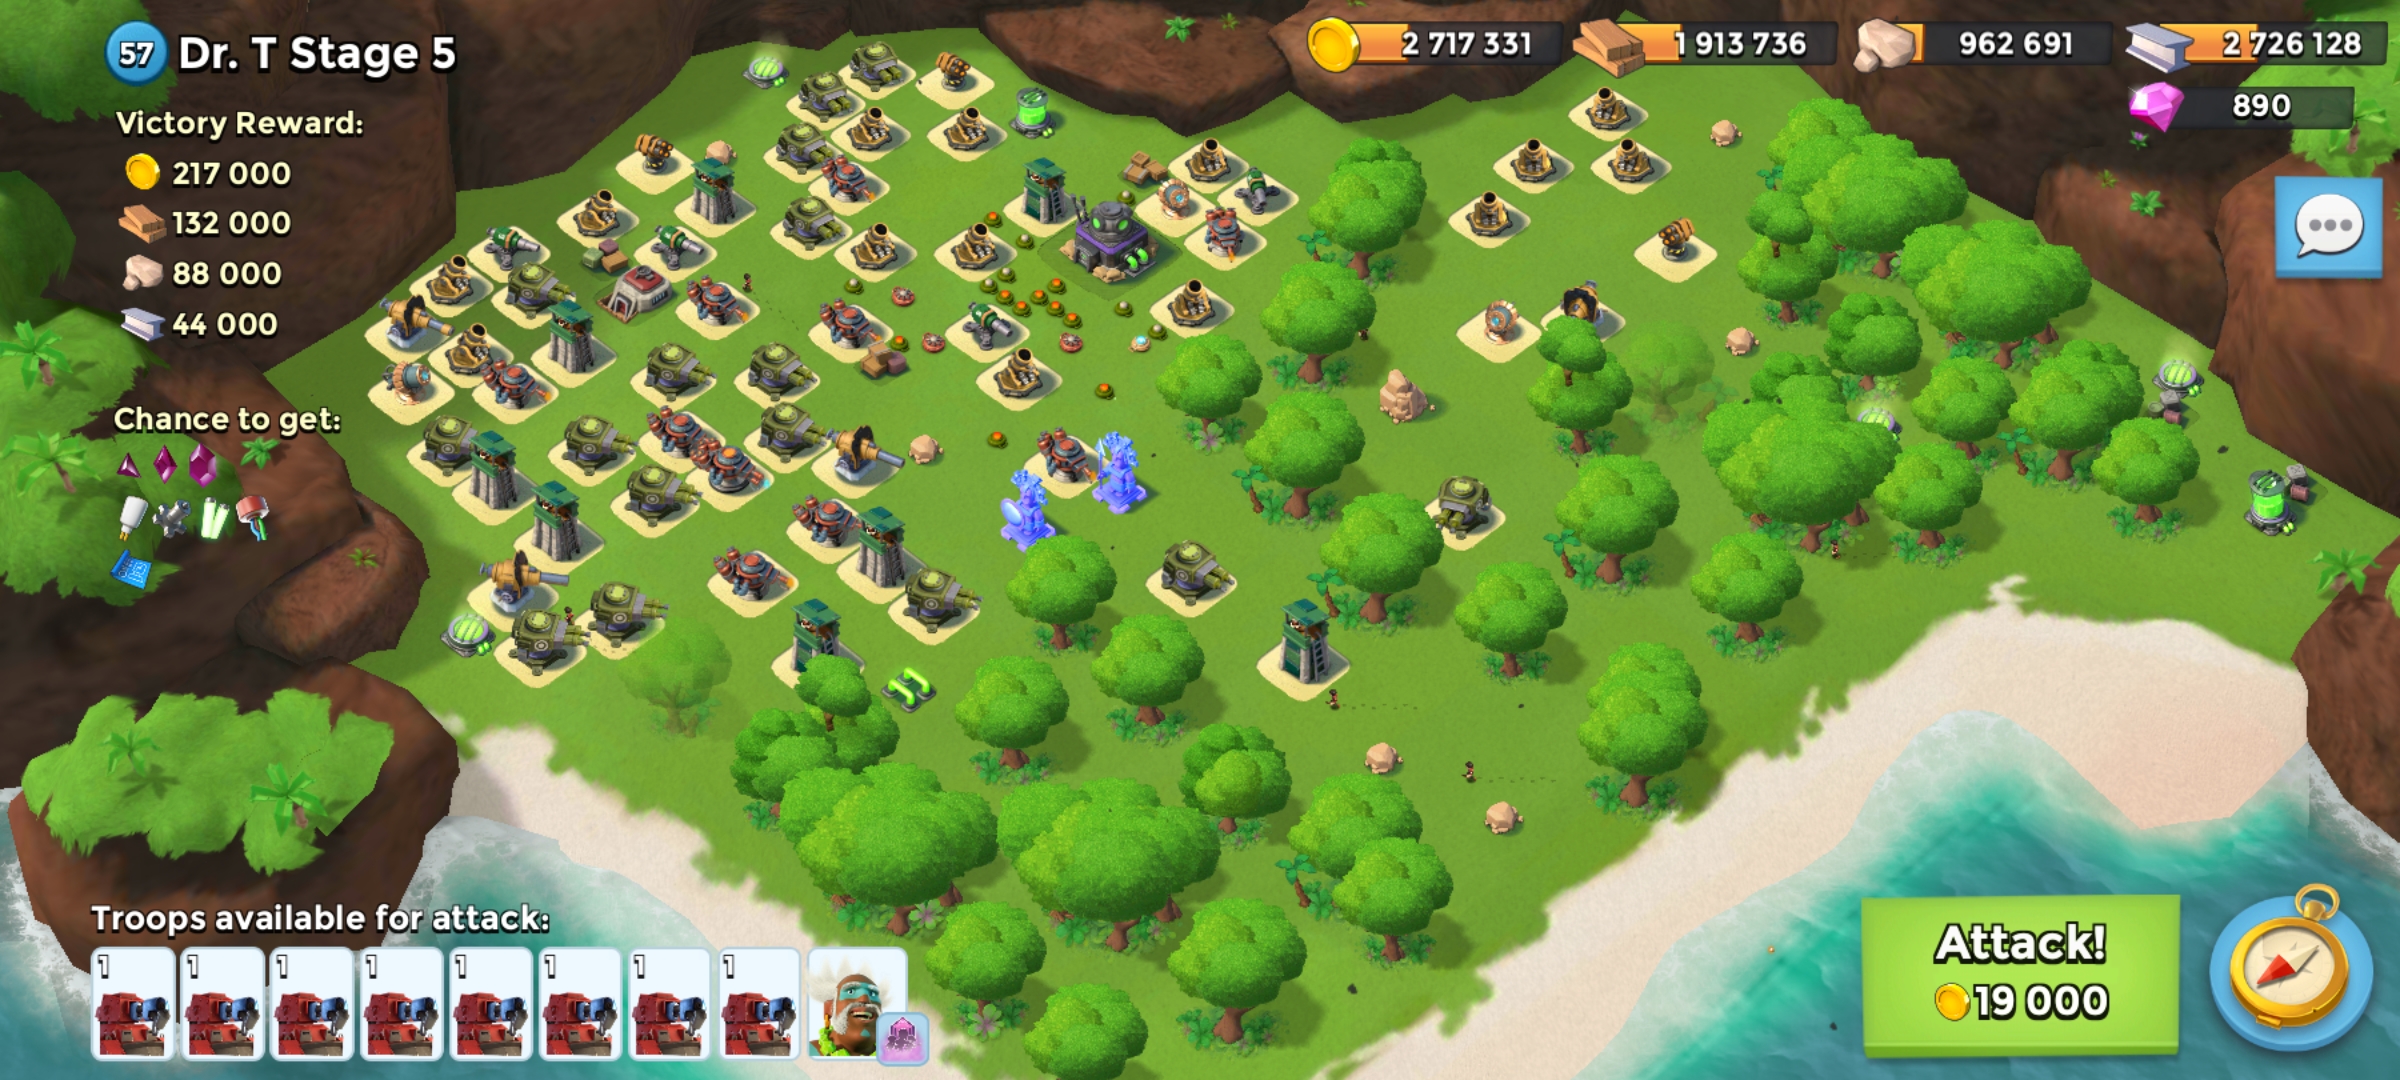 57 Dr. T Stage 5
Victory Reward:
217 000
132 000
88 000
44 000
Chance to get:
2 717 331
1 913 736
962 691
2 726 128
890
Troops available for attack:
1 1 1 1 1 1 1 1
Attack!
19 000